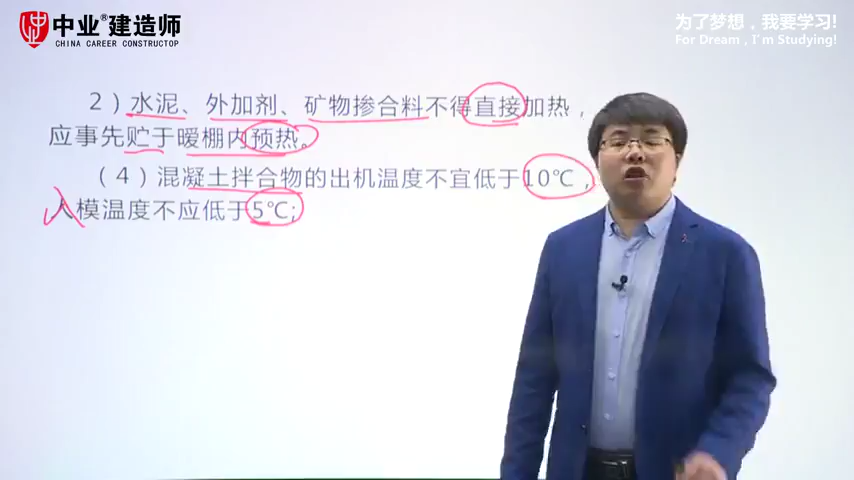 中业®建造师
CHINA CAREER CONSTRUCTOP
为了梦想，我要学习!
For Dream , I'm Studying!
2）水泥、外加剂、矿物掺合料不得直接加热，
应事先贮于暖棚内预热。
（4）混凝土拌合物的出机温度不宜低于10℃，
入模温度不应低于5℃;